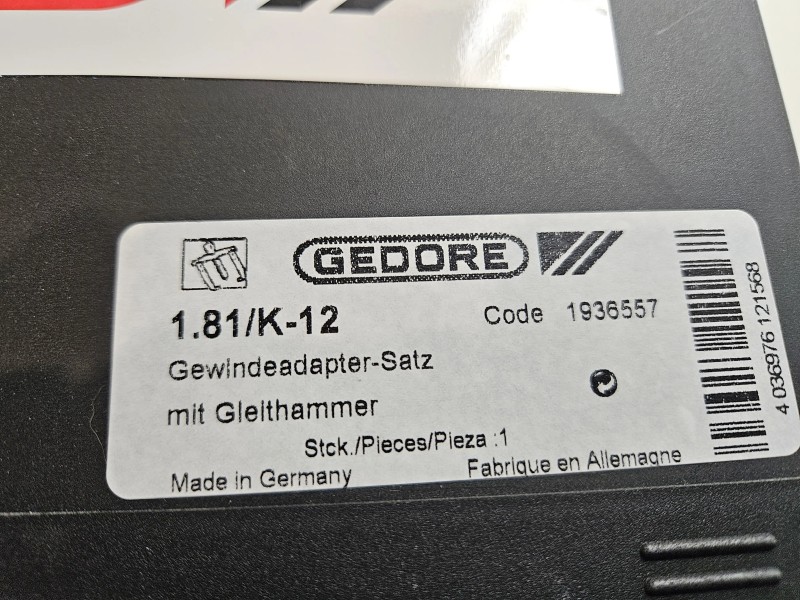 GEDORE
1.81/K-12
Code 1936557
Gewindeadapter-Satz
mit Gleithammer
Stck./Pieces/Pieza :1
Made in Germany
Fabrique en Allemagne
4 036976 121568